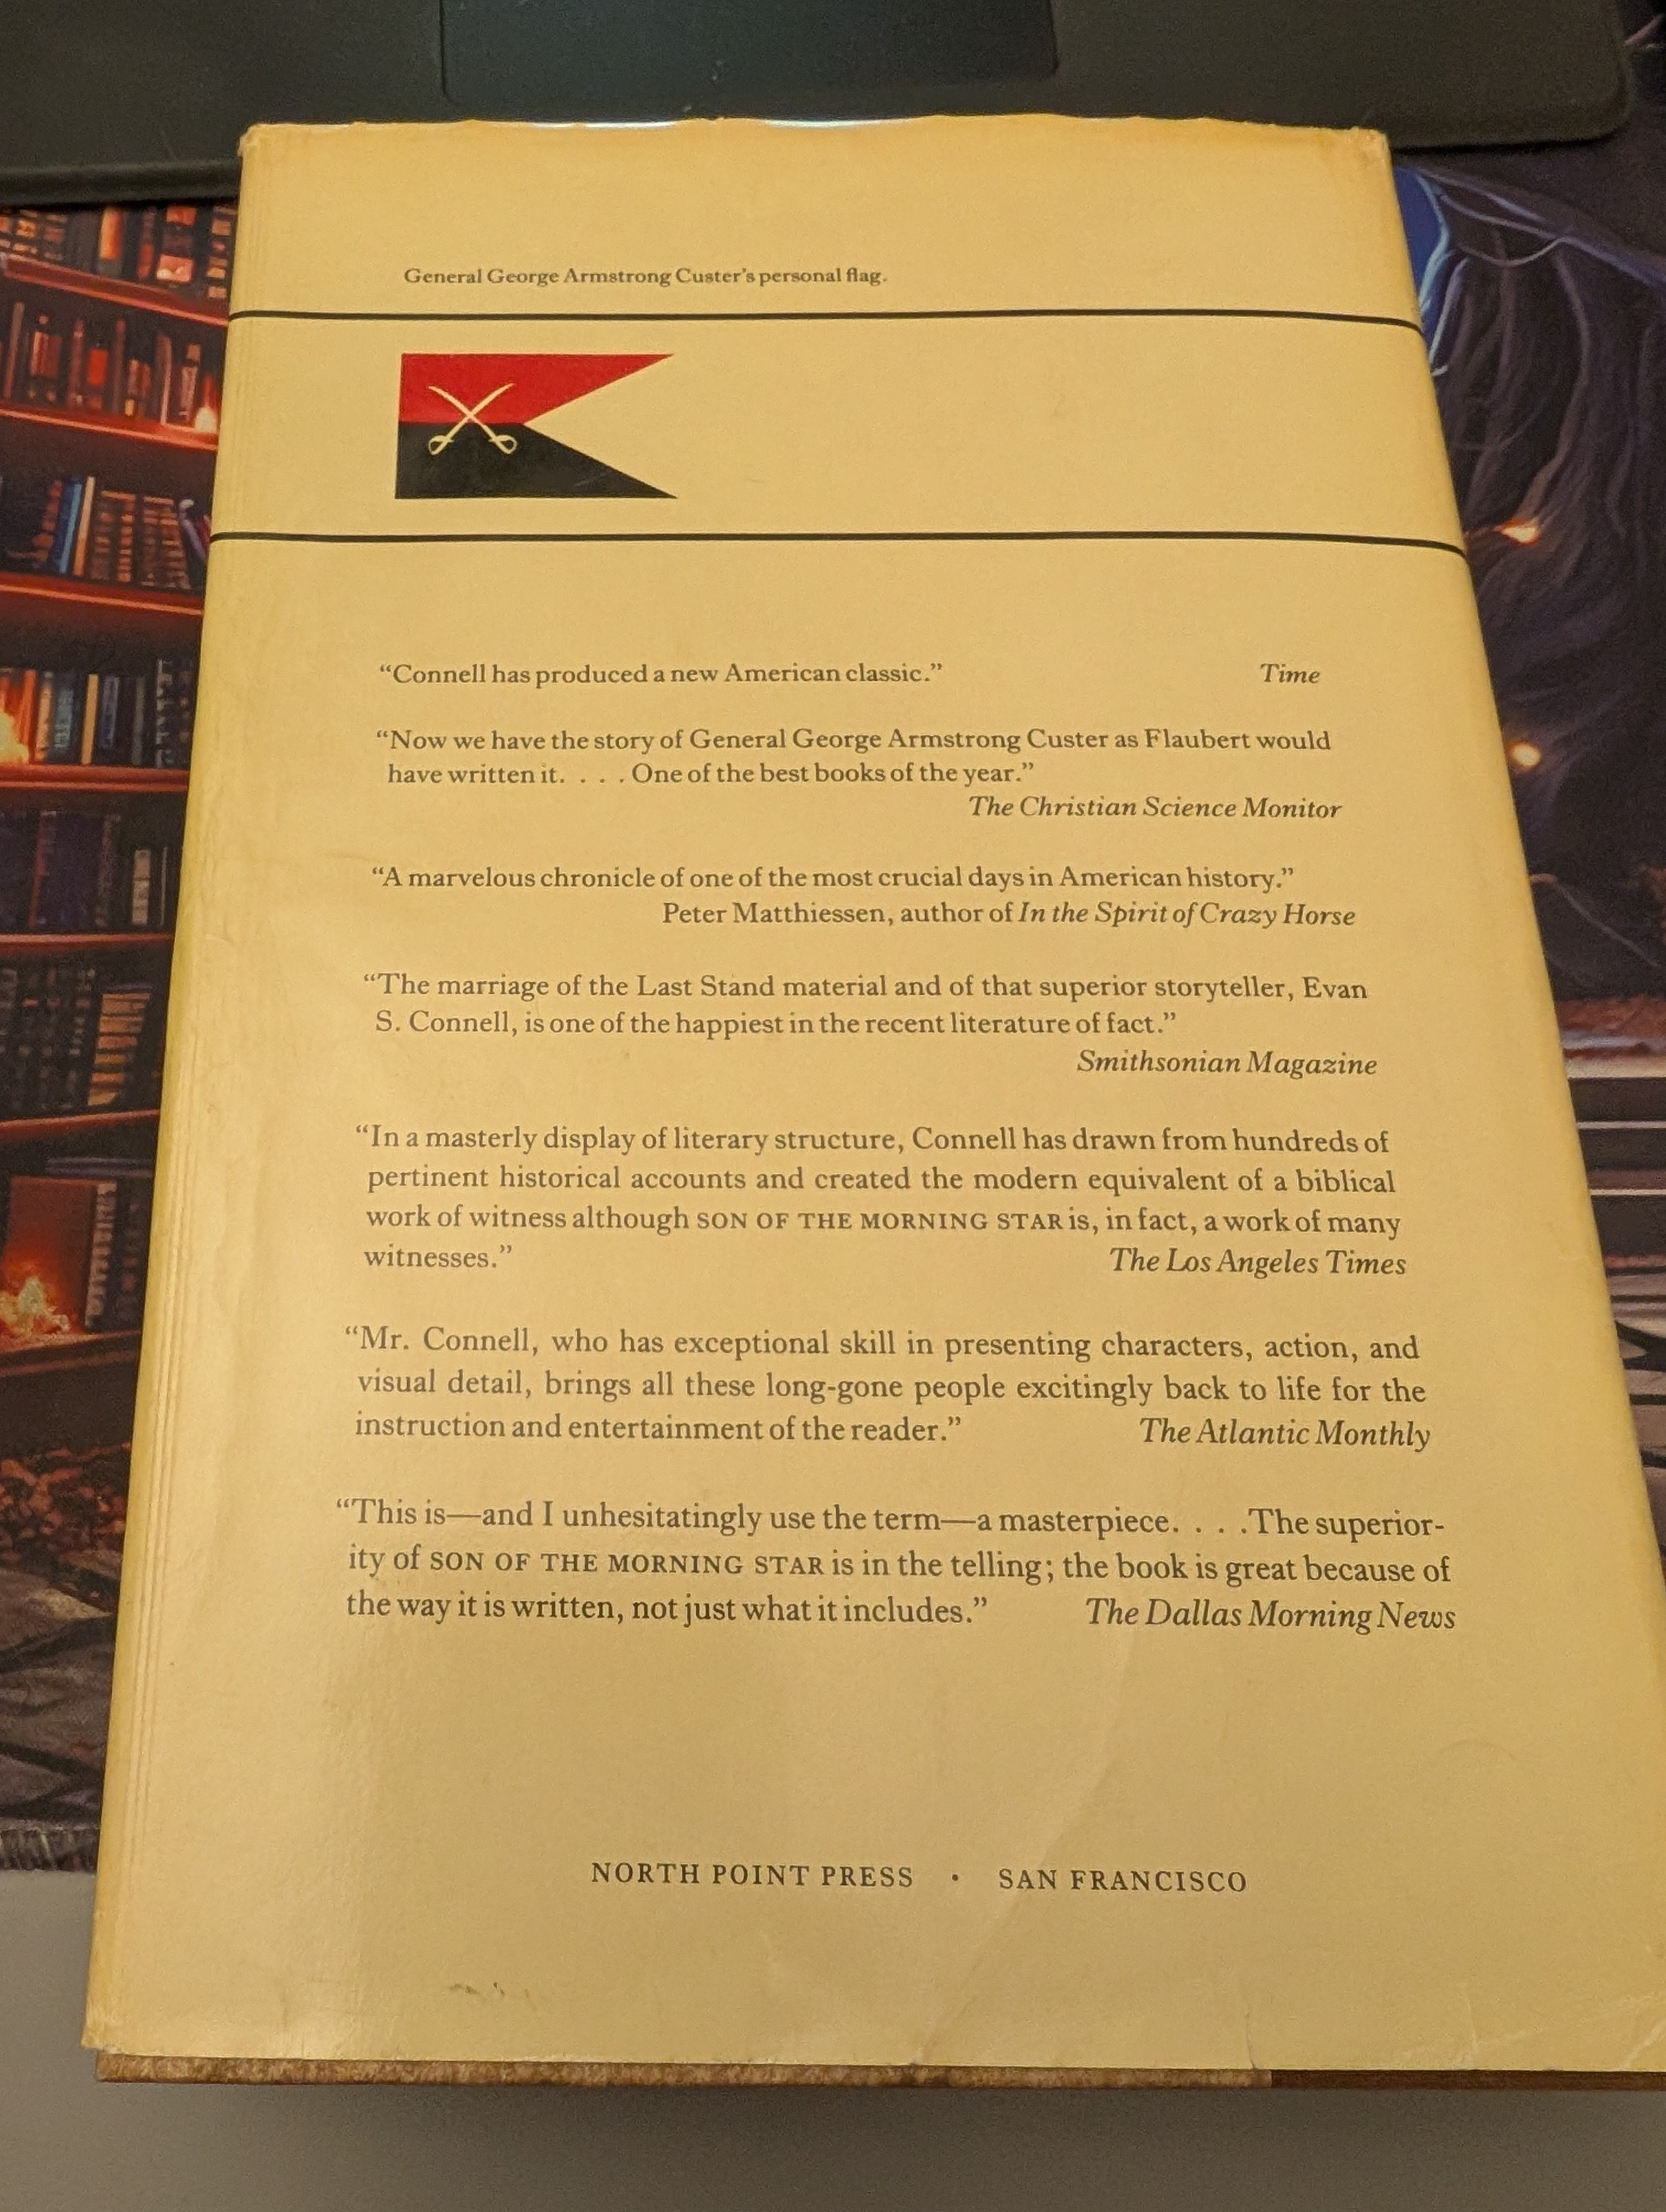 General George Armstrong Custer's personal flag.
“Connell has produced a new American classic.” Time
“Now we have the story of General George Armstrong Custer as Flaubert would
have written it. . . . One of the best books of the year.”
The Christian Science Monitor
“A marvelous chronicle of one of the most crucial days in American history.”
Peter Matthiessen, author of In the Spirit of Crazy Horse
“The marriage of the Last Stand material and of that superior storyteller, Evan
S. Connell, is one of the happiest in the recent literature of fact.”
Smithsonian Magazine
“In a masterly display of literary structure, Connell has drawn from hundreds of
pertinent historical accounts and created the modern equivalent of a biblical
work of witness although SON OF THE MORNING STAR is, in fact, a work of many
witnesses.” The Los Angeles Times
“Mr. Connell, who has exceptional skill in presenting characters, action, and
visual detail, brings all these long-gone people excitingly back to life for the
instruction and entertainment of the reader.” The Atlantic Monthly
“This is—and I unhesitatingly use the term—a masterpiece. . . .The superior-
ity of SON OF THE MORNING STAR is in the telling; the book is great because of
the way it is written, not just what it includes.” The Dallas Morning News
NORTH POINT PRESS · SAN FRANCISCO